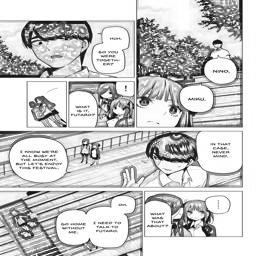 NINO.
MIKU.
HUH.
SO YOU
WERE
TOGETH-
ER?
WHAT
IS IT,
FUTARO?
!
IN THAT
CASE,
NEVER
MIND.
I KNOW WE'RE
ALL BUSY AT
THE MOMENT,
BUT LET'S ENJOY
THIS FESTIVAL.
WHAT
WAS THAT
ABOUT?
OH,
I NEED TO
TALK TO
FUTARO.
GO HOME
WITHOUT
ME.